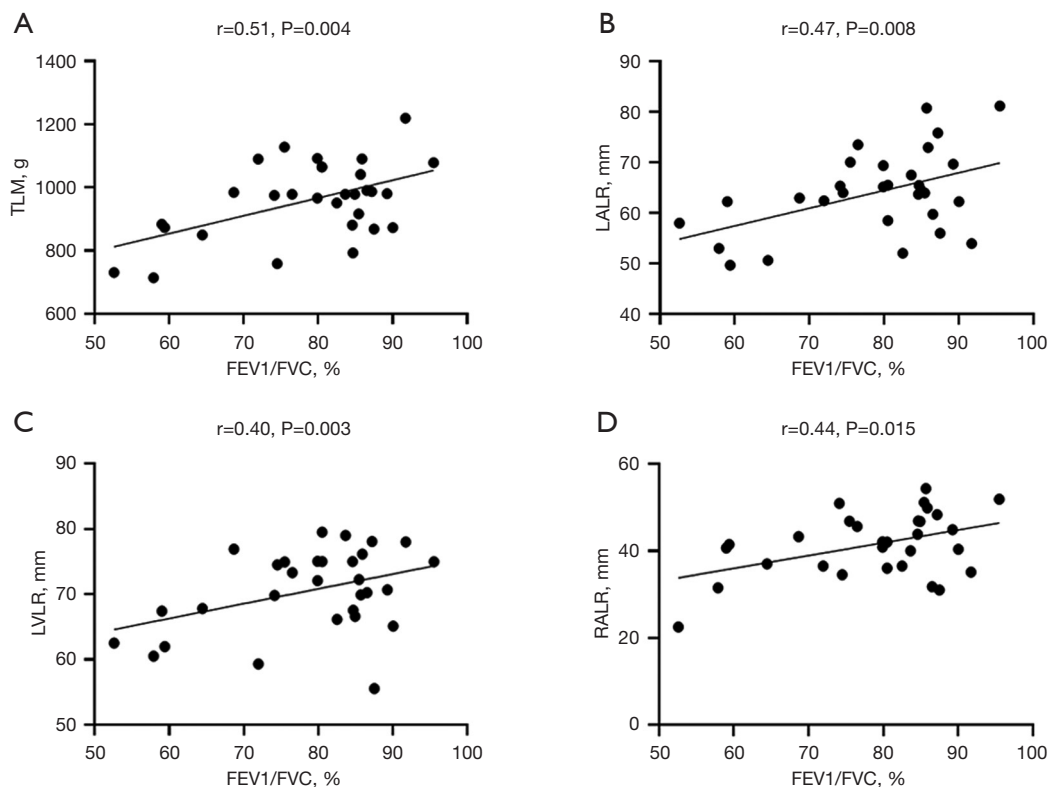 A
r=0.51, P=0.004
1400
1200
1000
800
600
TLM, g
50 60 70 80 90 100
FEV1/FVC, %
B
r=0.47, P=0.008
90
80
70
60
50
40
LALR, mm
50 60 70 80 90 100
FEV1/FVC, %
C
r=0.40, P=0.003
90
80
70
60
50
LVLR, mm
50 60 70 80 90 100
FEV1/FVC, %
D
r=0.44, P=0.015
60
40
20
0
RALR, mm
50 60 70 80 90 100
FEV1/FVC, %